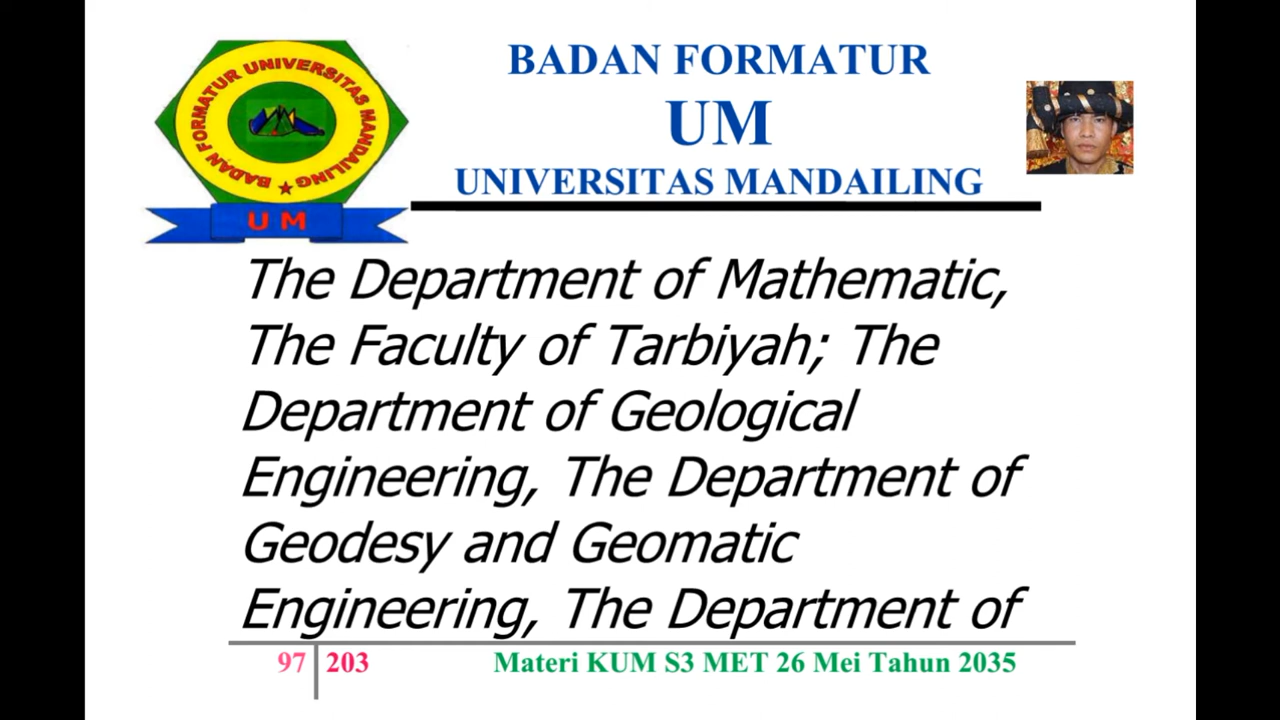 BADAN FORMATUR UNIVERSITAS MANDAILING
UM
BADAN FORMATUR
UM
UNIVERSITAS MANDAILING
The Department of Mathematic,
The Faculty of Tarbiyah; The
Department of Geological
Engineering, The Department of
Geodesy and Geomatic
Engineering, The Department of
97 203 Materi KUM S3 MET 26 Mei Tahun 2035